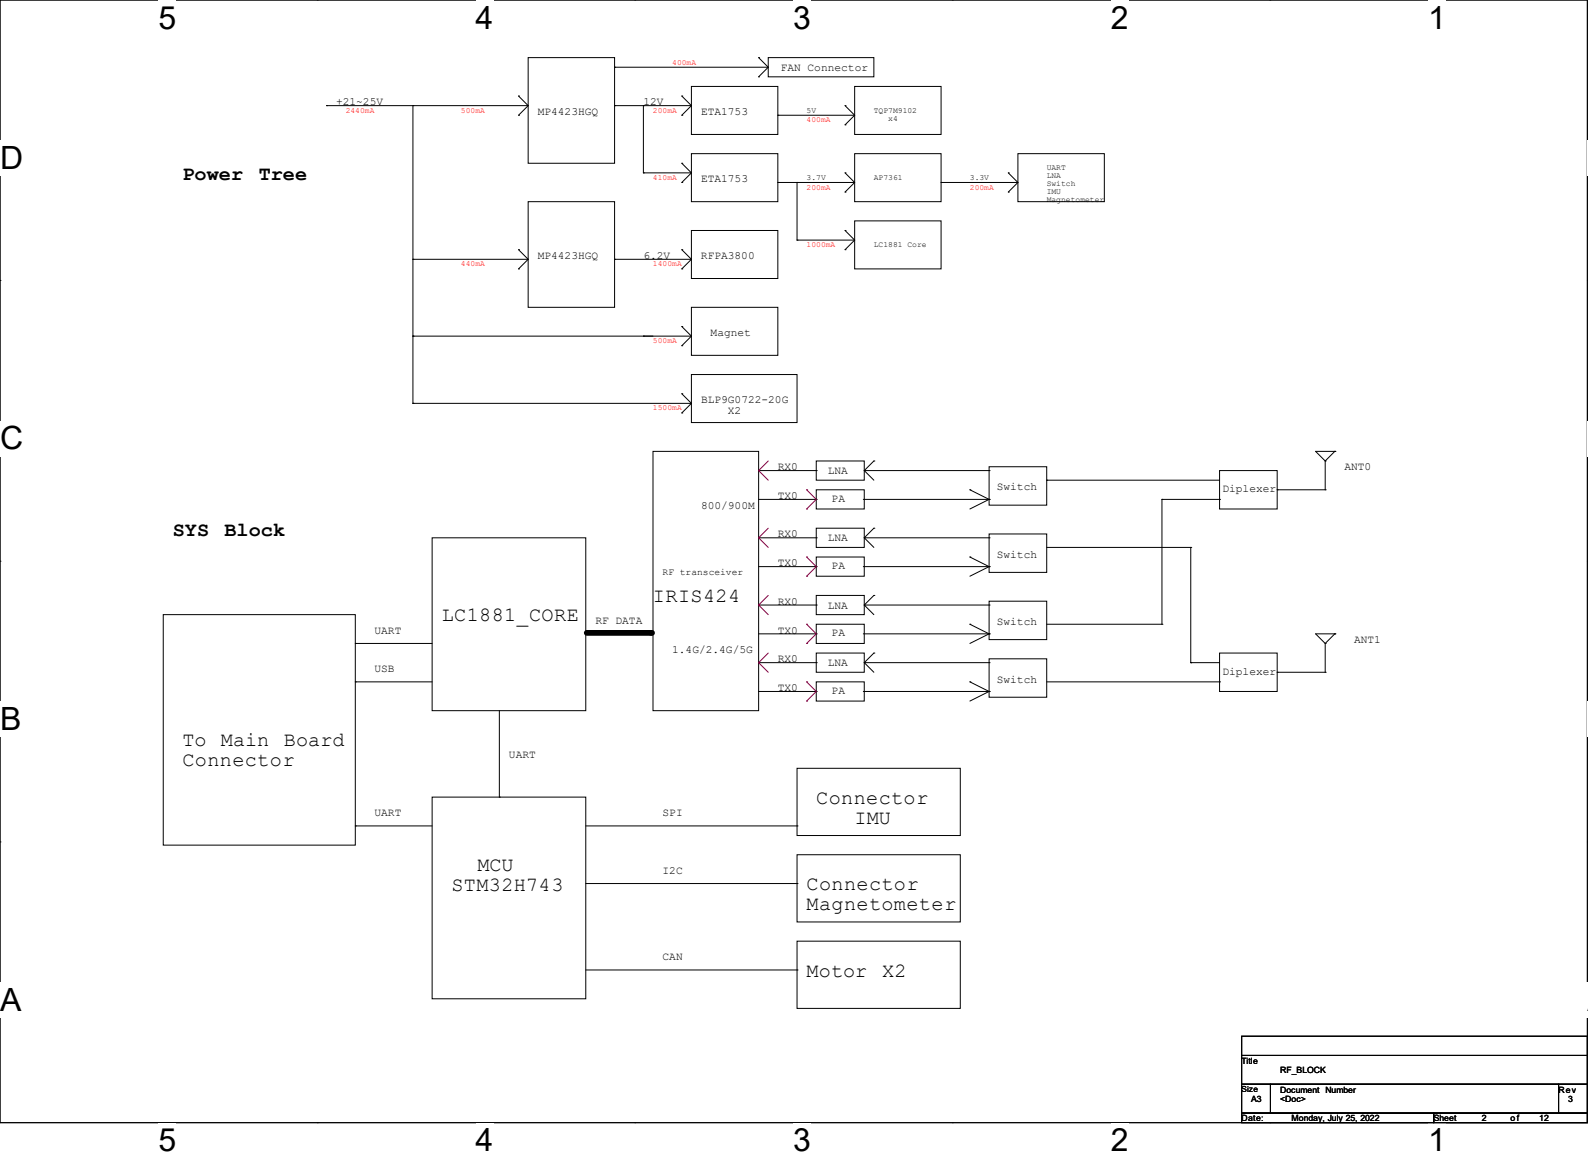 5 4 3 2 1
D
C
B
A
Power Tree
+21~25V
2440mA
500mA
MP4423HGQ
400mA
FAN Connector
12V
200mA
ETA1753
5V
400mA
TQP7M9102
x4
410mA
ETA1753
3.7V
200mA
AP7361
3.3V
200mA
UART
LNA
Switch
IMU
Magnetometer
1000mA
LC1881 Core
440mA
MP4423HGQ
6.2V
1400mA
RFPA3800
500mA
Magnet
1500mA
BLP9G0722-20G
X2
SYS Block
To Main Board
Connector
UART
USB
UART
LC1881_CORE
RF DATA
UART
800/900M
RF transceiver
IRIS424
1.4G/2.4G/5G
RX0 LNA
TX0 PA
Switch
RX0 LNA
TX0 PA
Switch
RX0 LNA
TX0 PA
Switch
RX0 LNA
TX0 PA
Switch
Diplexer
ANT0
Diplexer
ANT1
MCU
STM32H743
SPI
Connector
IMU
I2C
Connector
Magnetometer
CAN
Motor X2
Title
RF_BLOCK
Size
A3
Document Number
<Doc>
Rev
3
Date: Monday, July 25, 2022 Sheet 2 of 12
5 4 3 2 1